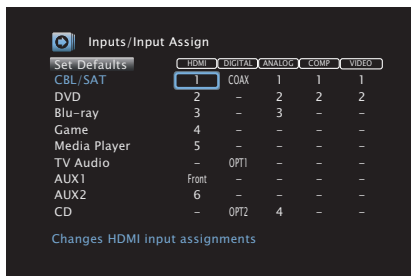 Inputs/Input Assign
Set Defaults HDMI DIGITAL ANALOG COMP VIDEO
CBL/SAT 1 COAX 1 1 1
DVD 2 – 2 2 2
Blu-ray 3 – 3 – –
Game 4 – – – –
Media Player 5 – – – –
TV Audio – OPT1 – – –
AUX1 Front – – – –
AUX2 6 – – – –
CD – OPT2 4 – –
Changes HDMI input assignments